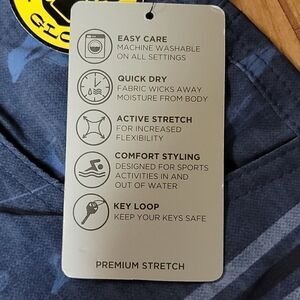 EASY CARE
MACHINE WASHABLE
ON ALL SETTINGS
QUICK DRY
FABRIC WICKS AWAY
MOISTURE FROM BODY
ACTIVE STRETCH
FOR INCREASED
FLEXIBILITY
COMFORT STYLING
DESIGNED FOR SPORTS
ACTIVITIES IN AND
OUT OF WATER
KEY LOOP
KEEP YOUR KEYS SAFE
PREMIUM STRETCH